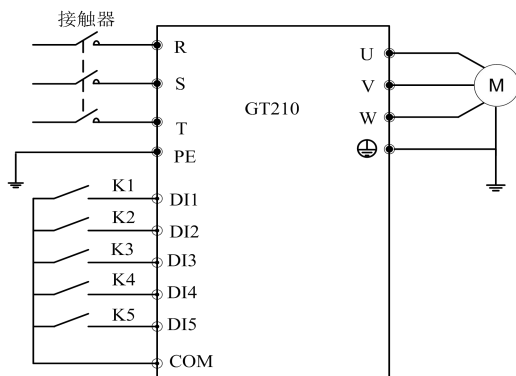 接触器
R
S
T
PE
GT210
U
V
W
M
K1
DI1
K2
DI2
K3
DI3
K4
DI4
K5
DI5
COM